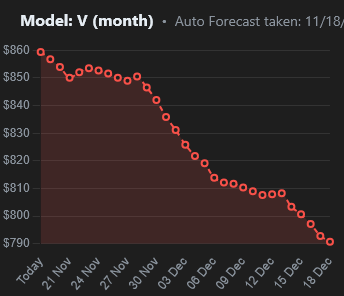 Model: V (month) • Auto Forecast taken: 11/18/
$860
$850
$840
$830
$820
$810
$800
$790
Today
21 Nov
24 Nov
27 Nov
30 Nov
03 Dec
06 Dec
09 Dec
12 Dec
15 Dec
18 Dec